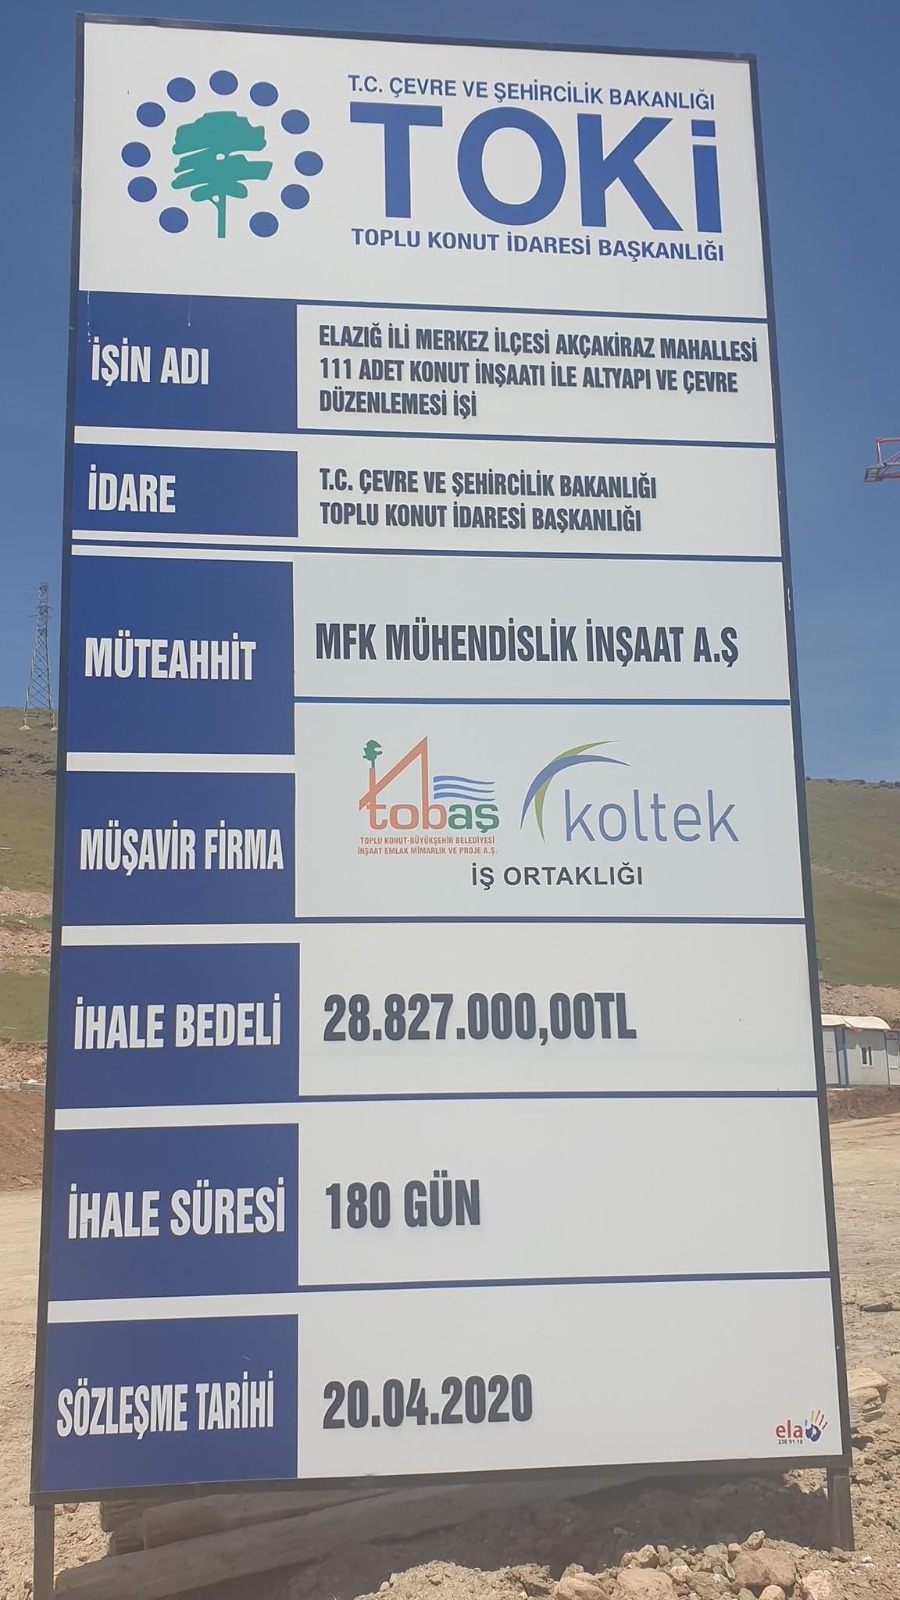 T.C. ÇEVRE VE ŞEHİRCİLİK BAKANLIĞI
TOKİ
TOPLU KONUT İDARESİ BAŞKANLIĞI
İŞİN ADI
ELAZIĞ İLİ MERKEZ İLÇESİ AKÇAKİRAZ MAHALLESİ
111 ADET KONUT İNŞAATI İLE ALTYAPI VE ÇEVRE
DÜZENLEMESİ İŞİ
İDARE
T.C. ÇEVRE VE ŞEHİRCİLİK BAKANLIĞI
TOPLU KONUT İDARESİ BAŞKANLIĞI
MÜTEAHHİT
MFK MÜHENDİSLİK İNŞAAT A.Ş
MÜŞAVİR FİRMA
tobaş
TOPLU KONUT-BÜYÜKŞEHİR BELEDİYESİ
İNŞAAT EMLAK MİMARLIK VE PROJE A.Ş.
koltek
İŞ ORTAKLIĞI
İHALE BEDELİ
28.827.000,00TL
İHALE SÜRESİ
180 GÜN
SÖZLEŞME TARİHİ
20.04.2020
ela